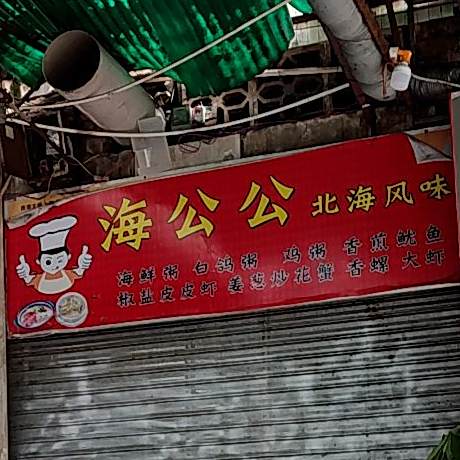 海公公 北海风味
海鲜粥 白鸽粥 鸡粥 香煎鱿鱼
椒盐皮皮虾 姜葱炒花蟹 香螺 大虾